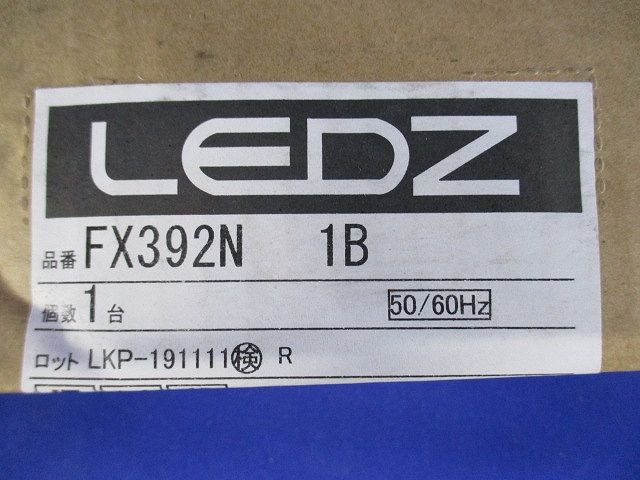 LEDZ
品番 FX392N 1B
個数 1台 50/60Hz
ロット LKP-191111 検 R